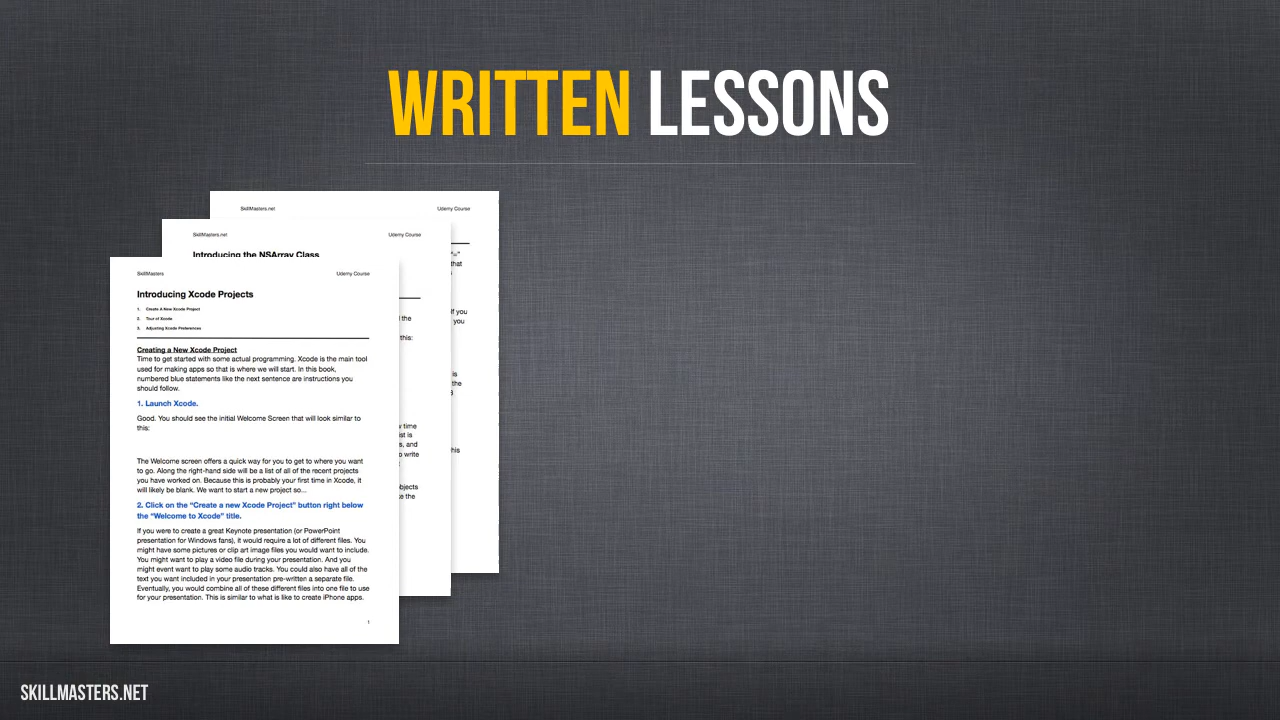 WRITTEN LESSONS
SkillMasters.net Udemy Course
SkillMasters.net Udemy Course
Introducing the NSArray Class
SkillMasters Udemy Course
Introducing Xcode Projects
1. Create A New Xcode Project
2. Tour of Xcode
3. Adjusting Xcode Preferences
Creating a New Xcode Project
Time to get started with some actual programming. Xcode is the main tool
used for making apps so that is where we will start. In this book,
numbered blue statements like the next sentence are instructions you
should follow.
1. Launch Xcode.
Good. You should see the initial Welcome Screen that will look similar to
this:
The Welcome screen offers a quick way for you to get to where you want
to go. Along the right-hand side will be a list of all of the recent projects
you have worked on. Because this is probably your first time in Xcode, it
will likely be blank. We want to start a new project so...
2. Click on the “Create a new Xcode Project” button right below
the “Welcome to Xcode” title.
If you were to create a great Keynote presentation (or PowerPoint
presentation for Windows fans), it would require a lot of different files. You
might have some pictures or clip art image files you would want to include.
You might want to play a video file during your presentation. And you
might event want to play some audio tracks. You could also have all of the
text you want included in your presentation pre-written a separate file.
Eventually, you would combine all of these different files into one file to use
for your presentation. This is similar to what is like to create iPhone apps.
1
the
this:
time
is
and
write
the
that
If you
you
is
the
SKILLMASTERS.NET